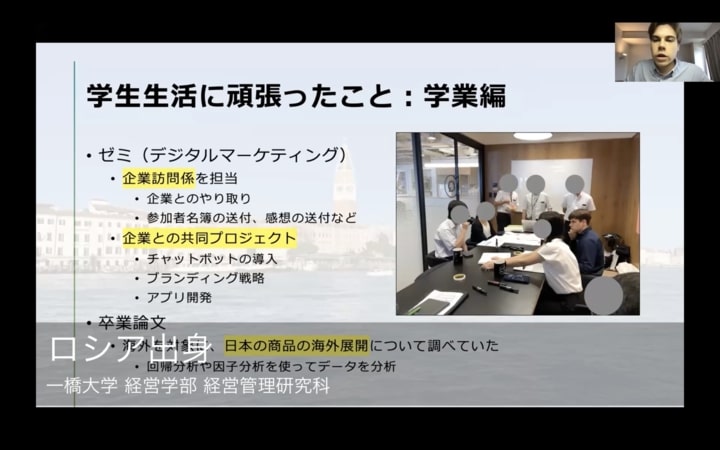 学生生活に頑張ったこと：学業編
• ゼミ（デジタルマーケティング）
• 企業訪問係を担当
• 企業とのやり取り
• 参加者名簿の送付、感想の送付など
• 企業との共同プロジェクト
• チャットボットの導入
• ブランディング戦略
• アプリ開発
• 卒業論文
• 海外を対象に、日本の商品の海外展開について調べていた
• 回帰分析や因子分析を使ってデータを分析
ロシア出身
一橋大学 経営学部 経営管理研究科